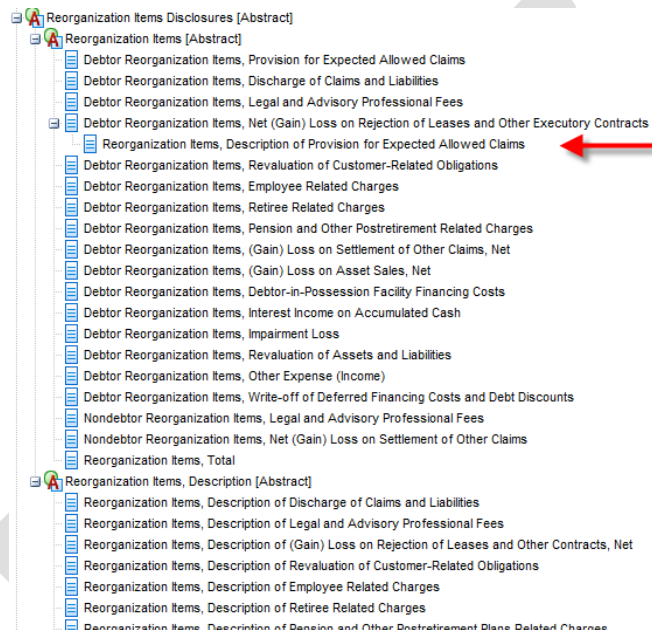 Reorganization Items Disclosures [Abstract]
Reorganization Items [Abstract]
Debtor Reorganization Items, Provision for Expected Allowed Claims
Debtor Reorganization Items, Discharge of Claims and Liabilities
Debtor Reorganization Items, Legal and Advisory Professional Fees
Debtor Reorganization Items, Net (Gain) Loss on Rejection of Leases and Other Executory Contracts
Reorganization Items, Description of Provision for Expected Allowed Claims
Debtor Reorganization Items, Revaluation of Customer-Related Obligations
Debtor Reorganization Items, Employee Related Charges
Debtor Reorganization Items, Retiree Related Charges
Debtor Reorganization Items, Pension and Other Postretirement Related Charges
Debtor Reorganization Items, (Gain) Loss on Settlement of Other Claims, Net
Debtor Reorganization Items, (Gain) Loss on Asset Sales, Net
Debtor Reorganization Items, Debtor-in-Possession Facility Financing Costs
Debtor Reorganization Items, Interest Income on Accumulated Cash
Debtor Reorganization Items, Impairment Loss
Debtor Reorganization Items, Revaluation of Assets and Liabilities
Debtor Reorganization Items, Other Expense (Income)
Debtor Reorganization Items, Write-off of Deferred Financing Costs and Debt Discounts
Nondebtor Reorganization Items, Legal and Advisory Professional Fees
Nondebtor Reorganization Items, Net (Gain) Loss on Settlement of Other Claims
Reorganization Items, Total
Reorganization Items, Description [Abstract]
Reorganization Items, Description of Discharge of Claims and Liabilities
Reorganization Items, Description of Legal and Advisory Professional Fees
Reorganization Items, Description of (Gain) Loss on Rejection of Leases and Other Contracts, Net
Reorganization Items, Description of Revaluation of Customer-Related Obligations
Reorganization Items, Description of Employee Related Charges
Reorganization Items, Description of Retiree Related Charges
Reorganization Items, Description of Pension and Other Postretirement Plans Related Charges